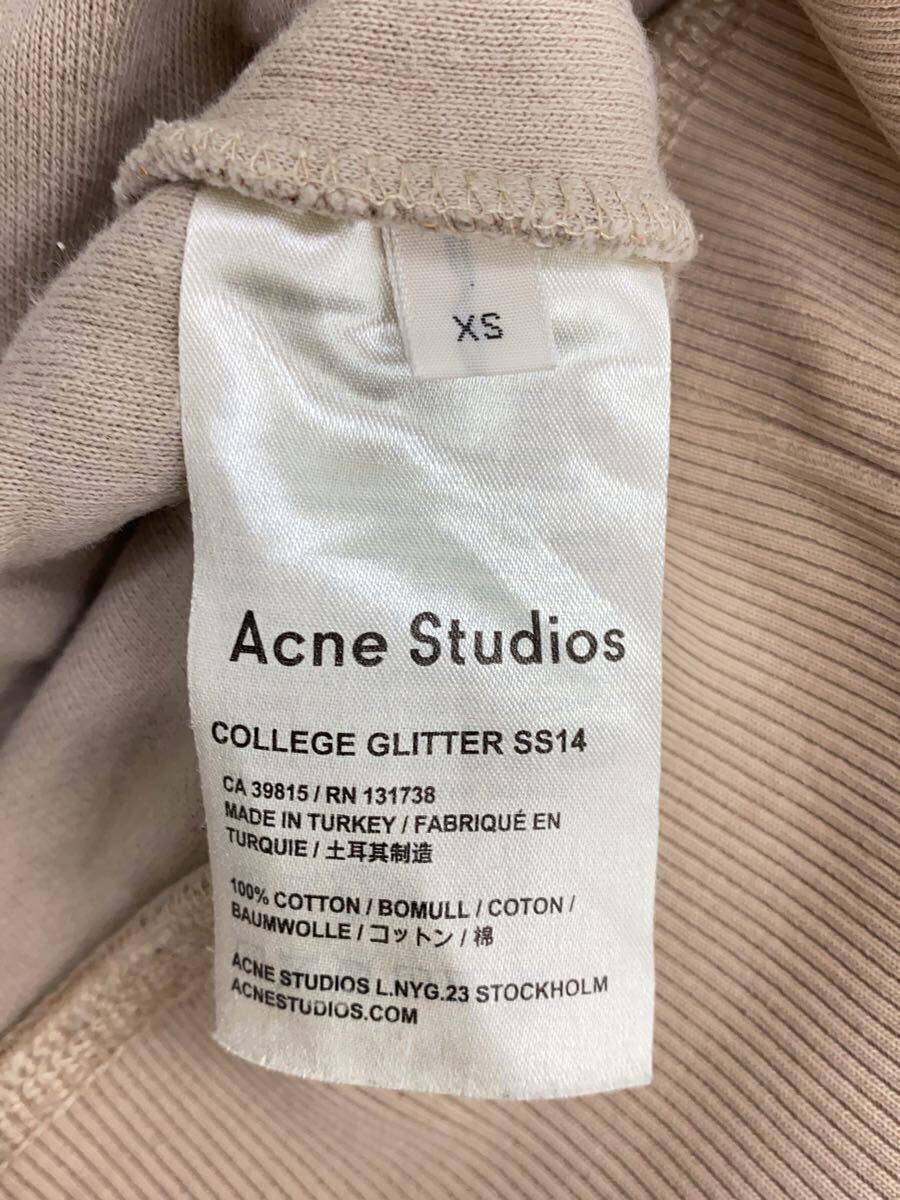 XS
Acne Studios
COLLEGE GLITTER SS14
CA 39815 / RN 131738
MADE IN TURKEY / FABRIQUÉ EN
TURQUIE / 土耳其制造
100% COTTON / BOMULL / COTON /
BAUMWOLLE / コットン / 棉
ACNE STUDIOS L.NYG.23 STOCKHOLM
ACNESTUDIOS.COM